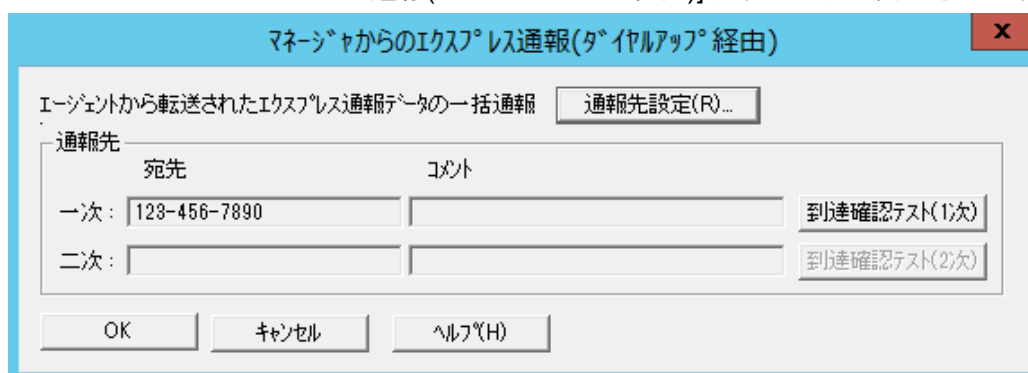 ﾏﾈｰｼﾞｬからのｴｸｽﾌﾟﾚｽ通報(ﾀﾞｲﾔﾙｱｯﾌﾟ経由)
x
ｴｰｼﾞｪﾝﾄから転送されたｴｸｽﾌﾟﾚｽ通報ﾃﾞｰﾀの一括通報 通報先設定(R)...
通報先
宛先 ｺﾒﾝﾄ
一次： 123-456-7890 到達確認ﾃｽﾄ(1次)
二次： 到達確認ﾃｽﾄ(2次)
OK ｷｬﾝｾﾙ ﾍﾙﾌﾟ(H)